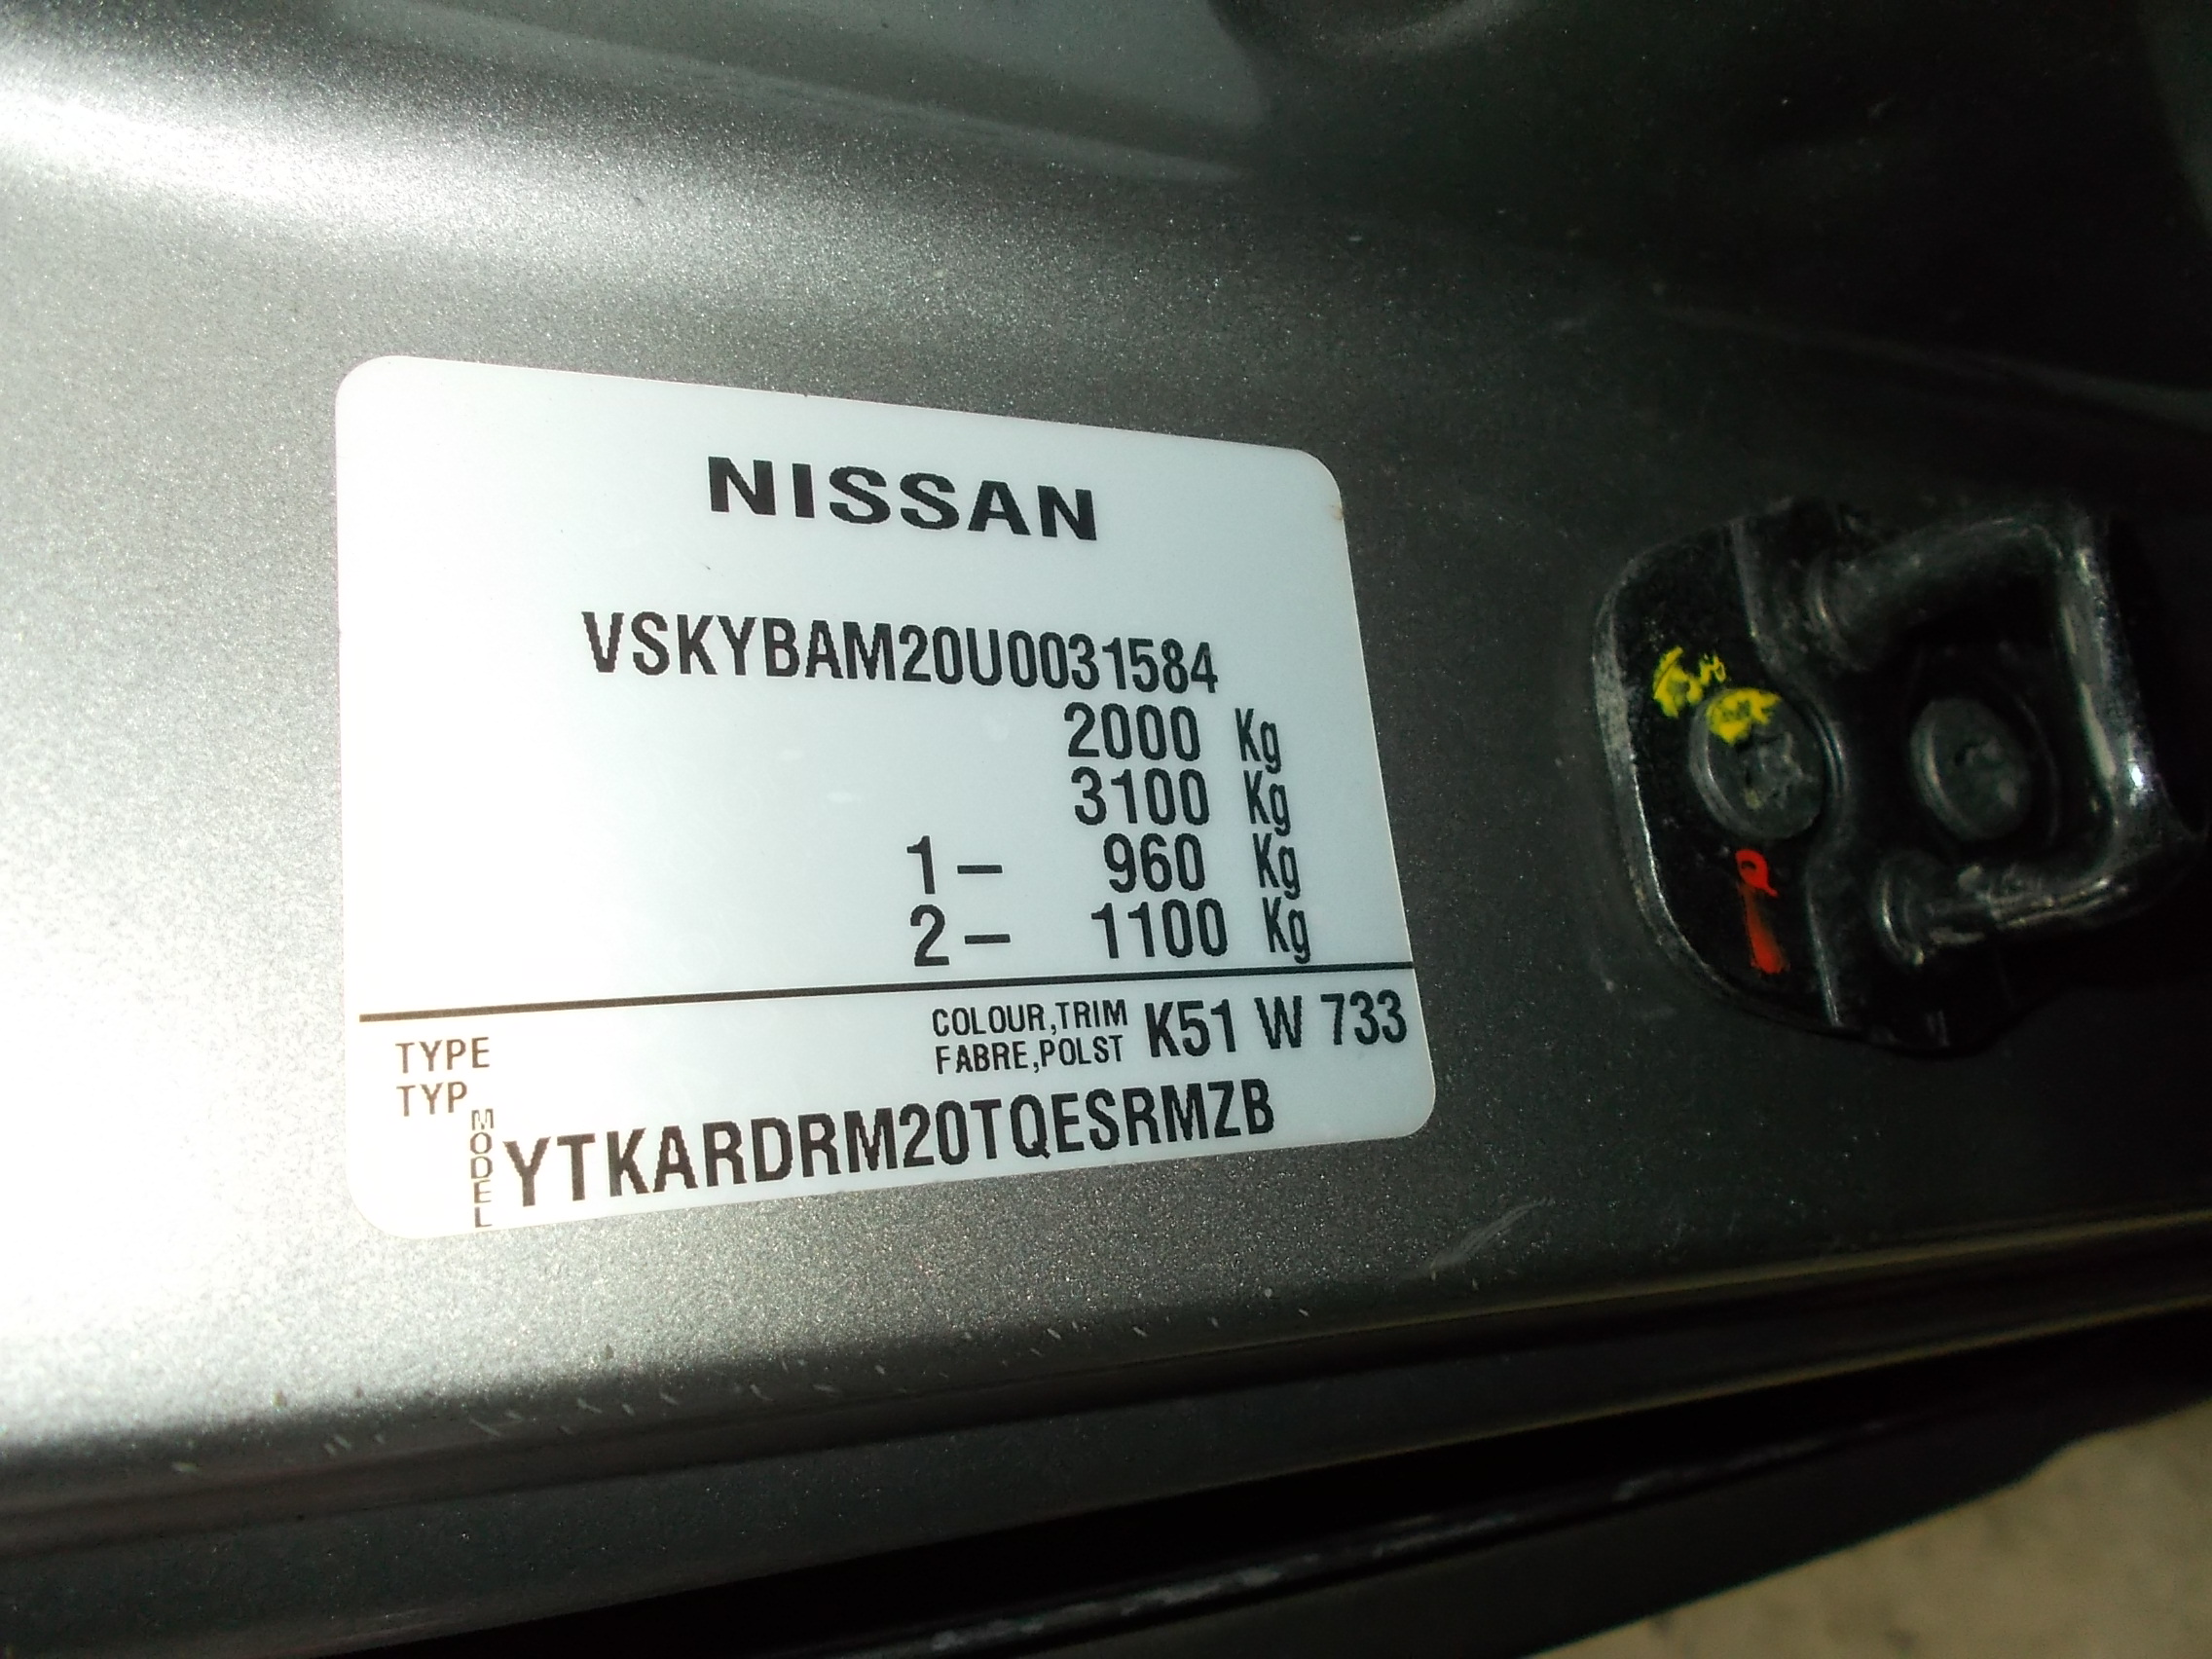 NISSAN
VSKYBAM20U0031584
2000 Kg
3100 Kg
1- 960 Kg
2- 1100 Kg
TYPE
TYP
COLOUR,TRIM
FABRE,POLST
K51 W 733
MODEL
YTKARDRM20TQESRMZB